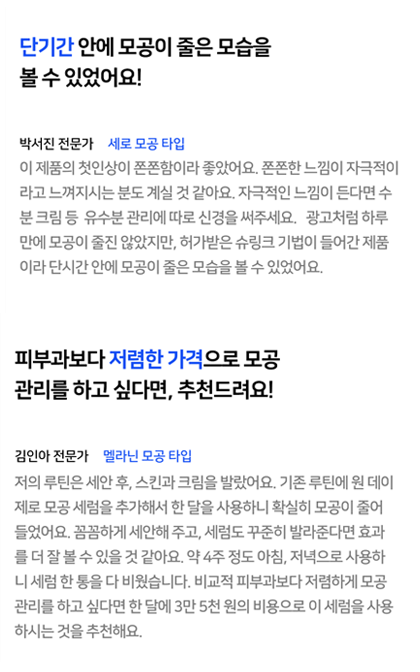 단기간 안에 모공이 줄은 모습을
볼 수 있었어요!
박서진 전문가 세로 모공 타입
이 제품의 첫인상이 쫀쫀함이라 좋았어요. 쫀쫀한 느낌이 자극적이
라고 느껴지시는 분도 계실 것 같아요. 자극적인 느낌이 든다면 수
분 크림 등 유수분 관리에 따로 신경을 써주세요. 광고처럼 하루
만에 모공이 줄진 않았지만, 허가받은 슈링크 기법이 들어간 제품
이라 단시간 안에 모공이 줄은 모습을 볼 수 있었어요.
피부과보다 저렴한 가격으로 모공
관리를 하고 싶다면, 추천드려요!
김인아 전문가 멜라닌 모공 타입
저의 루틴은 세안 후, 스킨과 크림을 발랐어요. 기존 루틴에 원 데이
제로 모공 세럼을 추가해서 한 달을 사용하니 확실히 모공이 줄어
들었어요. 꼼꼼하게 세안해 주고, 세럼도 꾸준히 발라준다면 효과
를 더 잘 볼 수 있을 것 같아요. 약 4주 정도 아침, 저녁으로 사용하
니 세럼 한 통을 다 비웠습니다. 비교적 피부과보다 저렴하게 모공
관리를 하고 싶다면 한 달에 3만 5천 원의 비용으로 이 세럼을 사용
하시는 것을 추천해요.